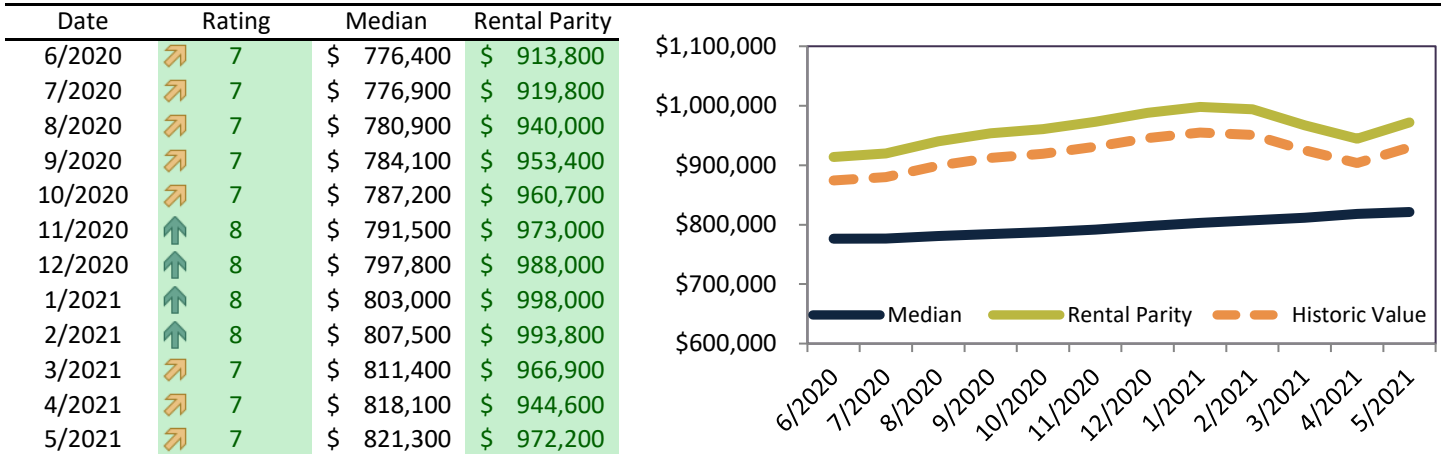 Date Rating Median Rental Parity
6/2020 7 $ 776,400 $ 913,800
7/2020 7 $ 776,900 $ 919,800
8/2020 7 $ 780,900 $ 940,000
9/2020 7 $ 784,100 $ 953,400
10/2020 7 $ 787,200 $ 960,700
11/2020 8 $ 791,500 $ 973,000
12/2020 8 $ 797,800 $ 988,000
1/2021 8 $ 803,000 $ 998,000
2/2021 8 $ 807,500 $ 993,800
3/2021 7 $ 811,400 $ 966,900
4/2021 7 $ 818,100 $ 944,600
5/2021 7 $ 821,300 $ 972,200
$1,100,000
$1,000,000
$900,000
$800,000
$700,000
$600,000
Median Rental Parity Historic Value
6/2020 7/2020 8/2020 9/2020 10/2020 11/2020 12/2020 1/2021 2/2021 3/2021 4/2021 5/2021